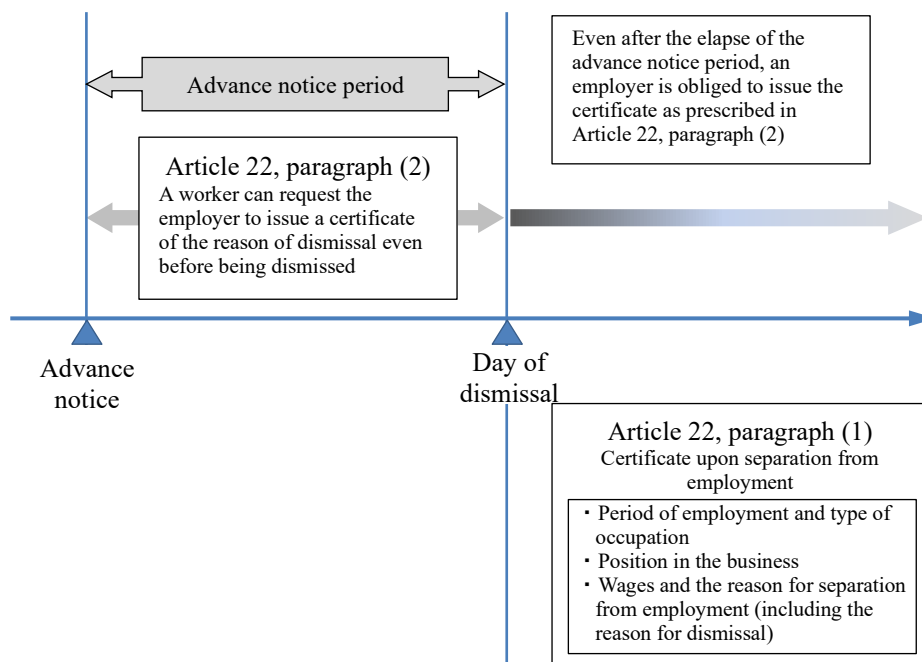 Advance notice period
Even after the elapse of the
advance notice period, an
employer is obliged to issue the
certificate as prescribed in
Article 22, paragraph (2)
Article 22, paragraph (2)
A worker can request the
employer to issue a certificate
of the reason of dismissal even
before being dismissed
Advance
notice
Day of
dismissal
Article 22, paragraph (1)
Certificate upon separation from
employment
・Period of employment and type of
occupation
・Position in the business
・Wages and the reason for separation
from employment (including the
reason for dismissal)